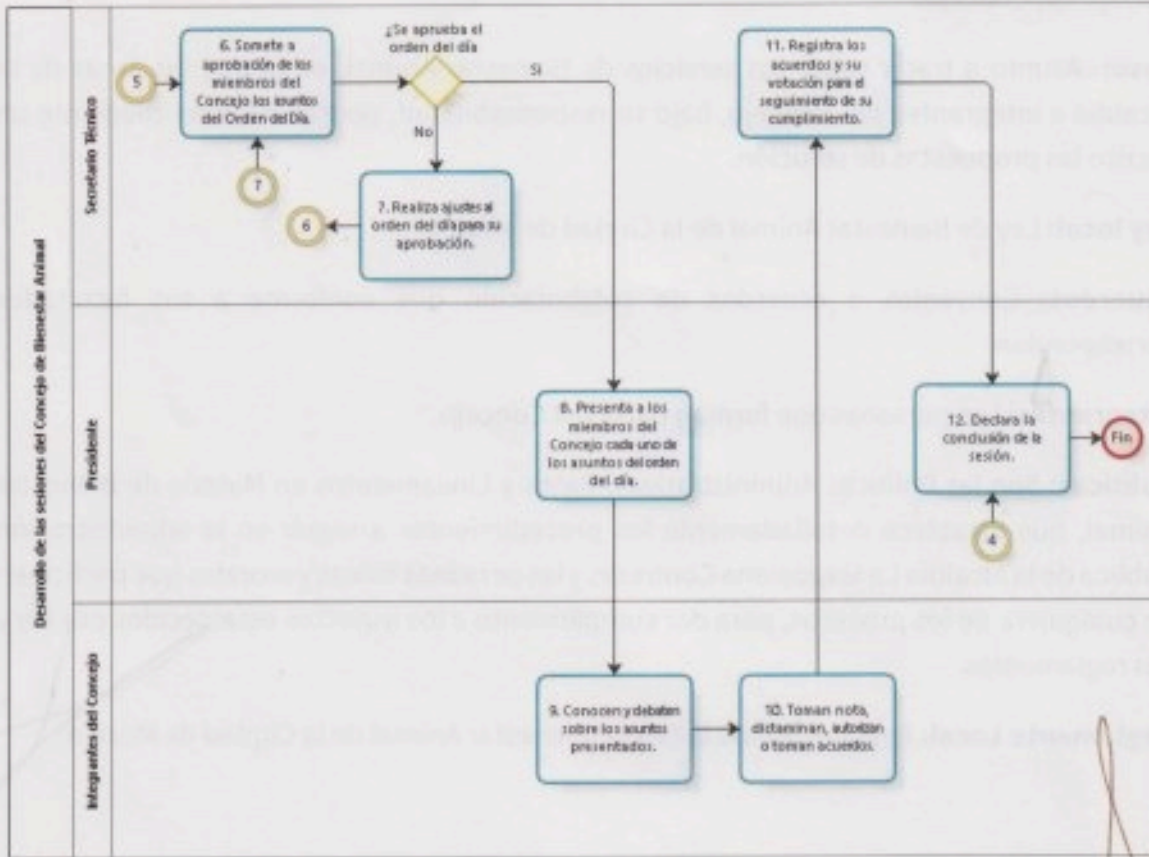 Desarrollo de las sesiones del Concejo de Bienestar Animal
Secretario Técnico
5
6. Somete a
aprobación de los
miembros del
Concejo los asuntos
del Orden del Día.
7
¿Se aprueba el
orden del día
Si
No
7. Realiza ajustes al
orden del día para su
aprobación.
6
11. Registra los
acuerdos y su
votación para el
seguimiento de su
cumplimiento.
Presidente
8. Presenta a los
miembros del
Concejo cada uno de
los asuntos del orden
del día.
12. Declara la
conclusión de la
sesión.
Fin
4
Integrantes del Concejo
9. Conocen y debaten
sobre los asuntos
presentados.
10. Toman nota,
dictaminan, autorizan
o toman acuerdos.